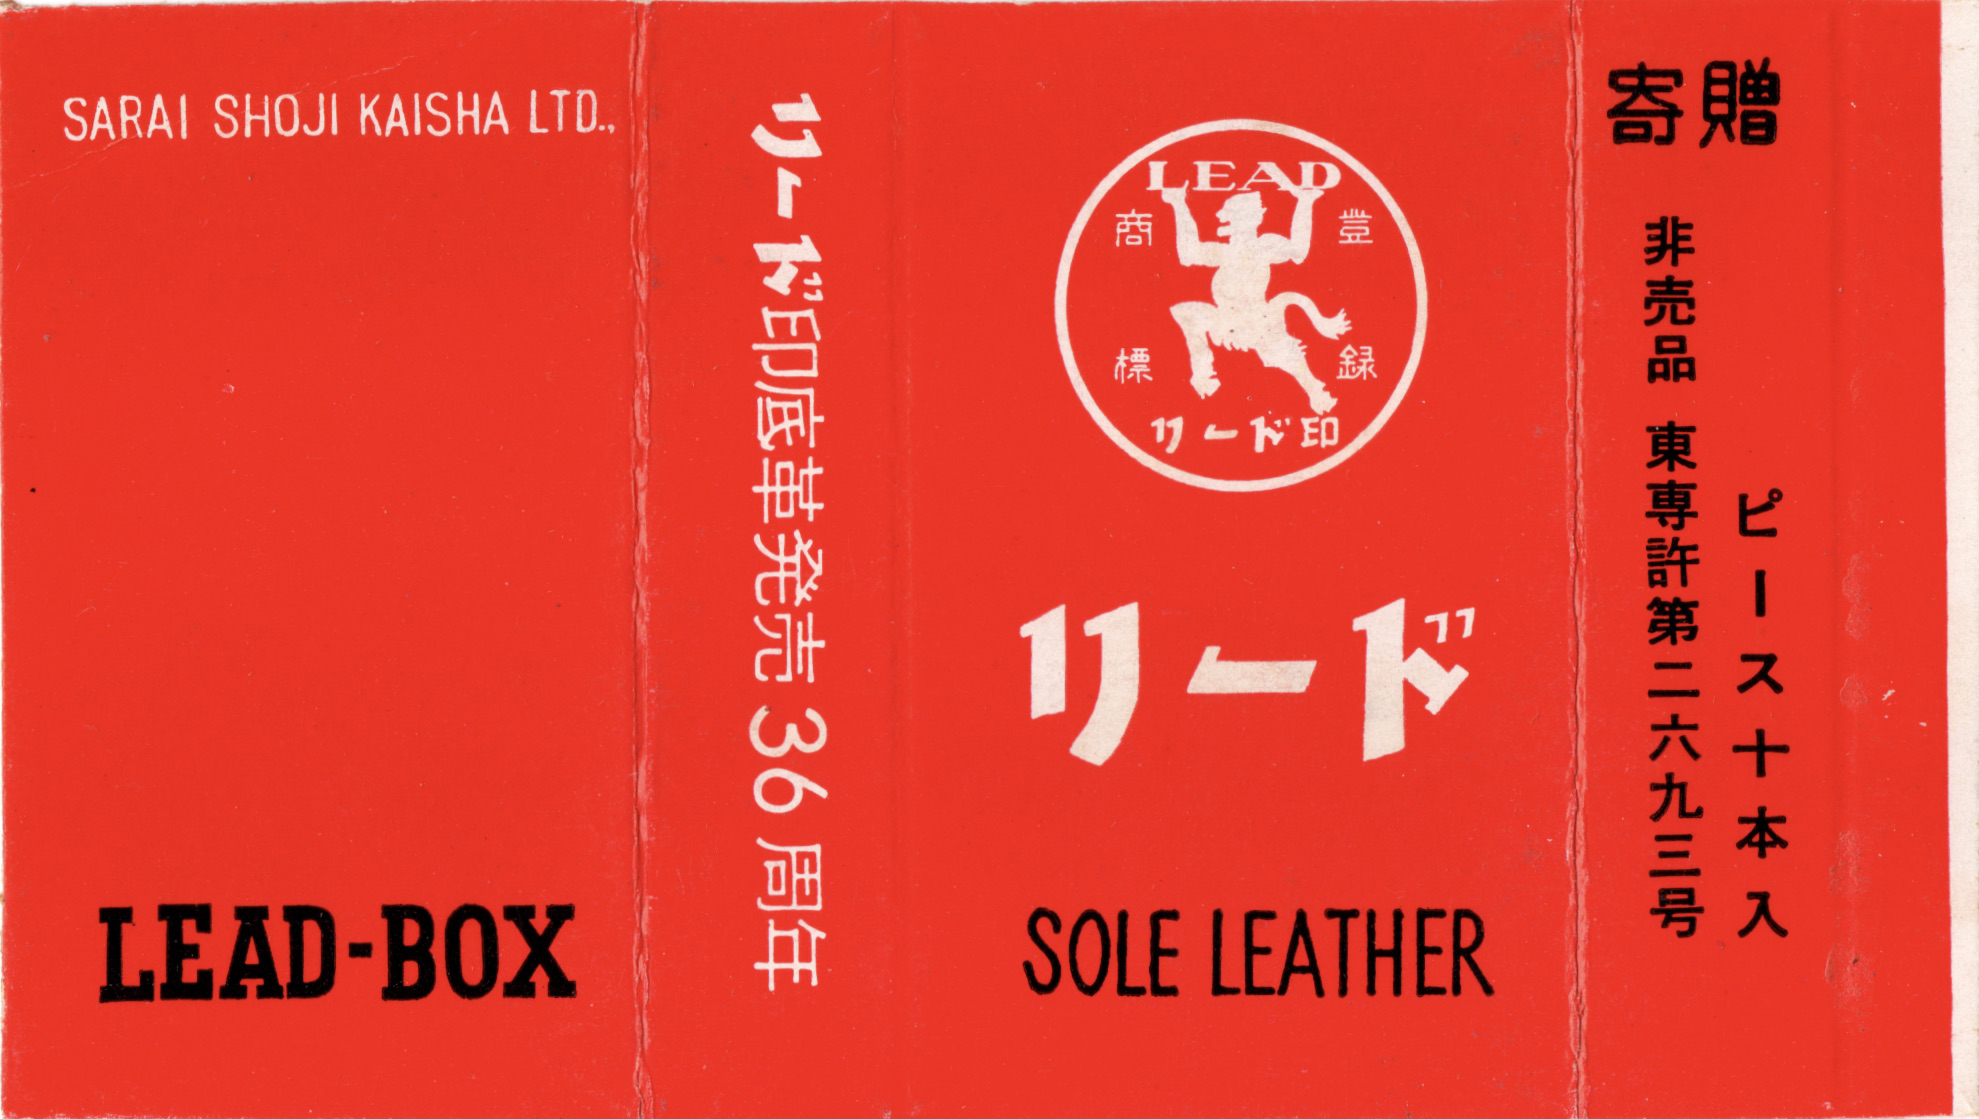 SARAI SHOJI KAISHA LTD.,
LEAD-BOX
リード印底革発売36周年
LEAD
商標
登録
リード印
リード
SOLE LEATHER
寄贈
ピース十本入
非売品 東専許第二六九三号